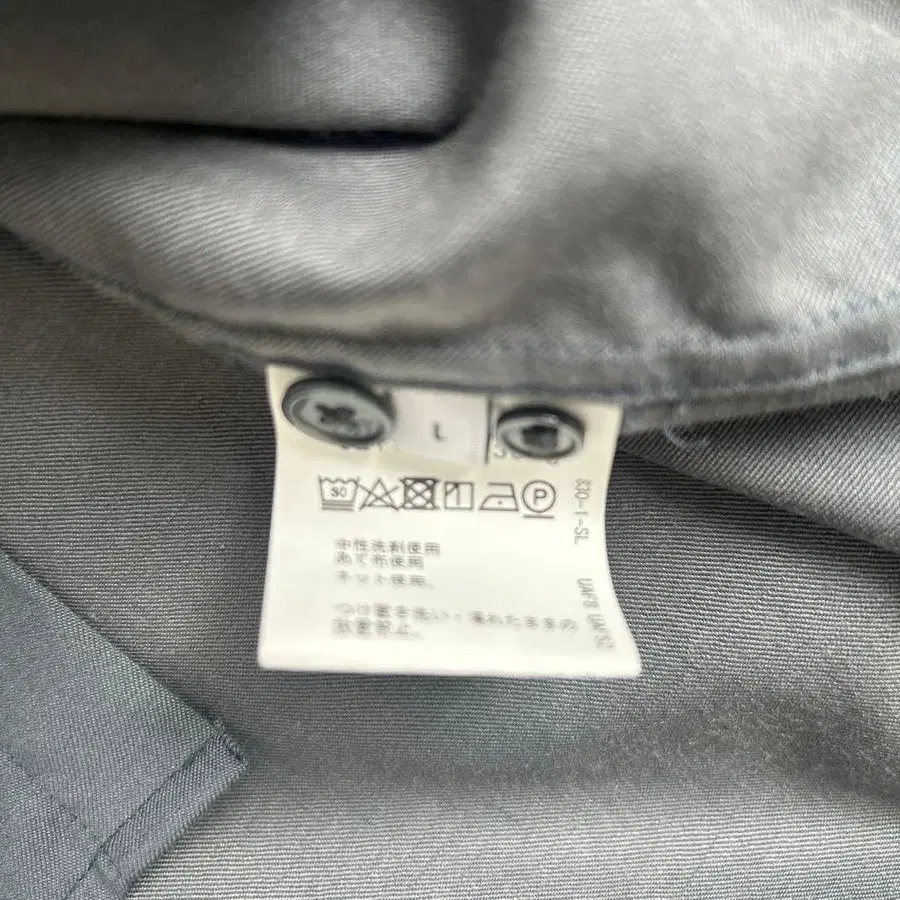 L
30
P
中性洗剤使用
あて布使用
ネット使用。
つけ置き洗い・濡れたままの
放置禁止。
830-1-SL